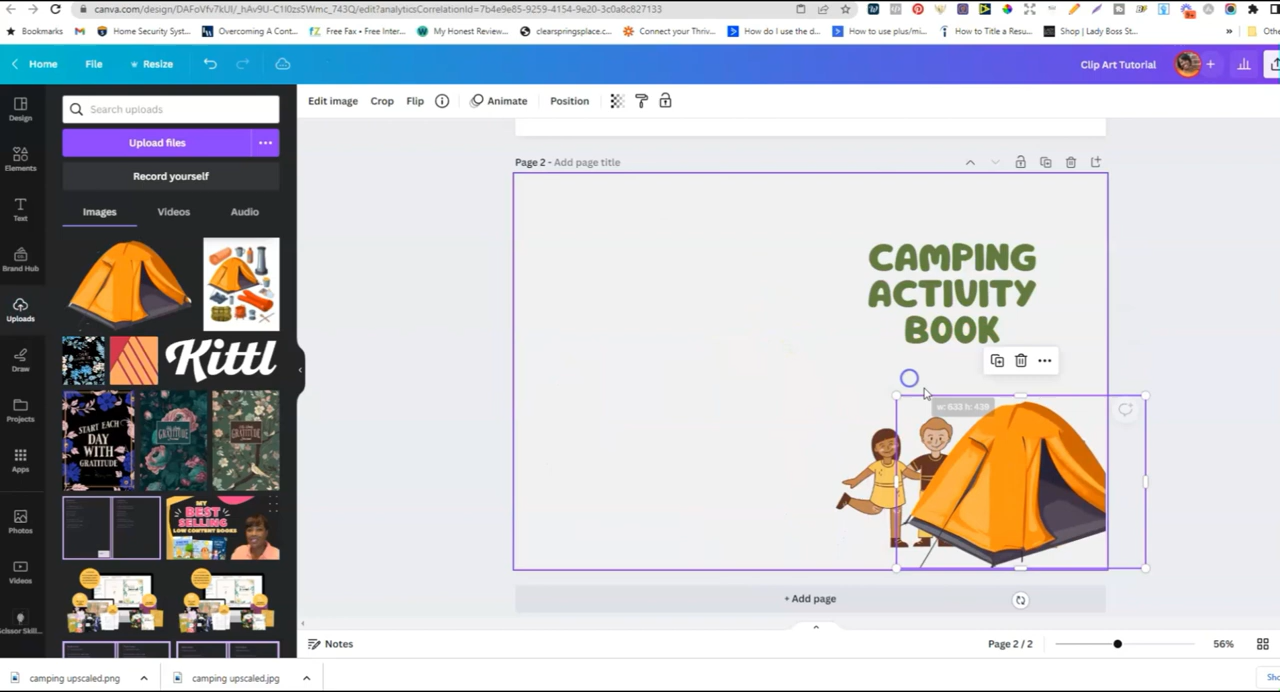 canva.com/design/DAFoVfv7kUI/_hAv9U-C1I0zs5Wmc_743Q/edit?analyticsCorrelationId=7b4e9e85-9259-4154-9e20-3c0a8c827133
Bookmarks
Home Security Syst...
Overcoming A Cont...
Free Fax • Free Inter...
My Honest Review...
clearspringsplace.c...
Connect your Thriv...
How do I use the d...
How to use plus/mi...
How to Title a Resu...
Shop | Lady Boss St...
Home
File
Resize
Clip Art Tutorial
Design
Elements
Text
Brand Hub
Uploads
Draw
Projects
Apps
Photos
Videos
Scissor Skill...
Search uploads
Upload files
Record yourself
Images
Videos
Audio
Kittl
START EACH
DAY
WITH
GRATITUDE
GRATITUDE
GRATITUDE
MY
BEST
SELLING
LOW CONTENT BOOKS
Edit image
Crop
Flip
Animate
Position
Page 2 - Add page title
CAMPING
ACTIVITY
BOOK
w: 633 h: 439
+ Add page
Notes
Page 2 / 2
56%
camping upscaled.png
camping upscaled.jpg